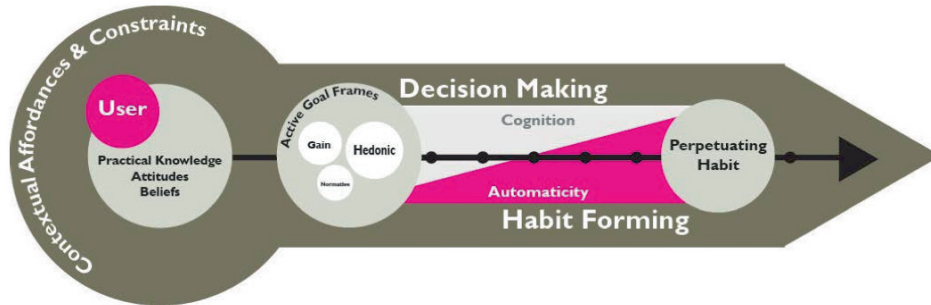 Contextual Affordances & Constraints
User
Practical Knowledge
Attitudes
Beliefs
Active Goal Frames
Gain
Hedonic
Normative
Decision Making
Cognition
Automaticity
Habit Forming
Perpetuating
Habit